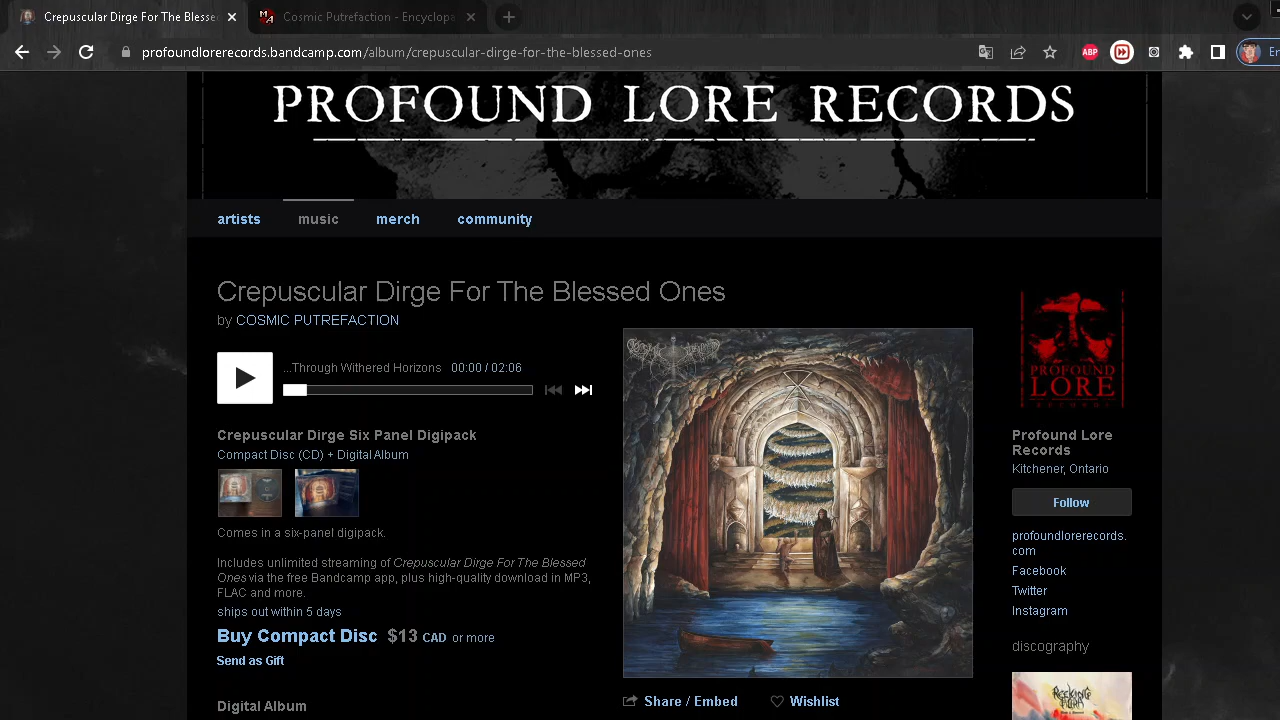 Crepuscular Dirge For The Blessed
Cosmic Putrefaction - Encyclopa
profoundlorerecords.bandcamp.com/album/crepuscular-dirge-for-the-blessed-ones
ABP
PROFOUND LORE RECORDS
artists music merch community
Crepuscular Dirge For The Blessed Ones
by COSMIC PUTREFACTION
...Through Withered Horizons 00:00 / 02:06
Crepuscular Dirge Six Panel Digipack
Compact Disc (CD) + Digital Album
Comes in a six-panel digipack.
Includes unlimited streaming of Crepuscular Dirge For The Blessed
Ones via the free Bandcamp app, plus high-quality download in MP3,
FLAC and more.
ships out within 5 days
Buy Compact Disc $13 CAD or more
Send as Gift
Digital Album
Share / Embed Wishlist
PROFOUND
LORE
RECORDS
Profound Lore
Records
Kitchener, Ontario
Follow
profoundlorerecords.
com
Facebook
Twitter
Instagram
discography